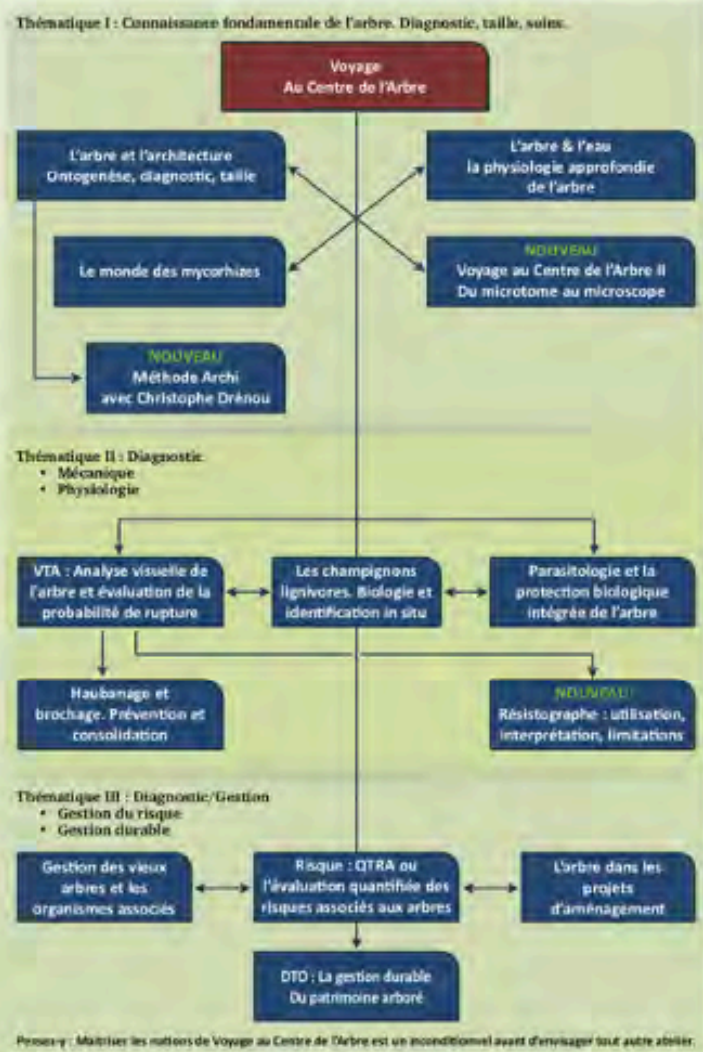 Thématique I : Connaissance fondamentale de l'arbre. Diagnostic, taille, soins.
Voyage
Au Centre de l'Arbre
L'arbre et l'architecture
Ontogenèse, diagnostic, taille
L'arbre & l'eau
la physiologie approfondie
de l'arbre
Le monde des mycorhizes
NOUVEAU
Voyage au Centre de l'Arbre II
Du microtome au microscope
NOUVEAU
Méthode Archi
avec Christophe Drénou
Thématique II : Diagnostic
• Mécanique
• Physiologie
VTA : Analyse visuelle de
l'arbre et évaluation de la
probabilité de rupture
Les champignons
lignivores. Biologie et
identification in situ
Parasitologie et la
protection biologique
intégrée de l'arbre
Haubanage et
brochage. Prévention et
consolidation
NOUVEAU
Résistographe : utilisation,
interprétation, limitations
Thématique III : Diagnostic/Gestion
• Gestion du risque
• Gestion durable
Gestion des vieux
arbres et les
organismes associés
Risque : QTRA ou
l'évaluation quantifiée des
risques associés aux arbres
L'arbre dans les
projets
d'aménagement
DTO : La gestion durable
Du patrimoine arboré
Pensez-y : Maitriser les notions de Voyage au Centre de l'Arbre est un inconditionnel avant d'envisager tout autre atelier.